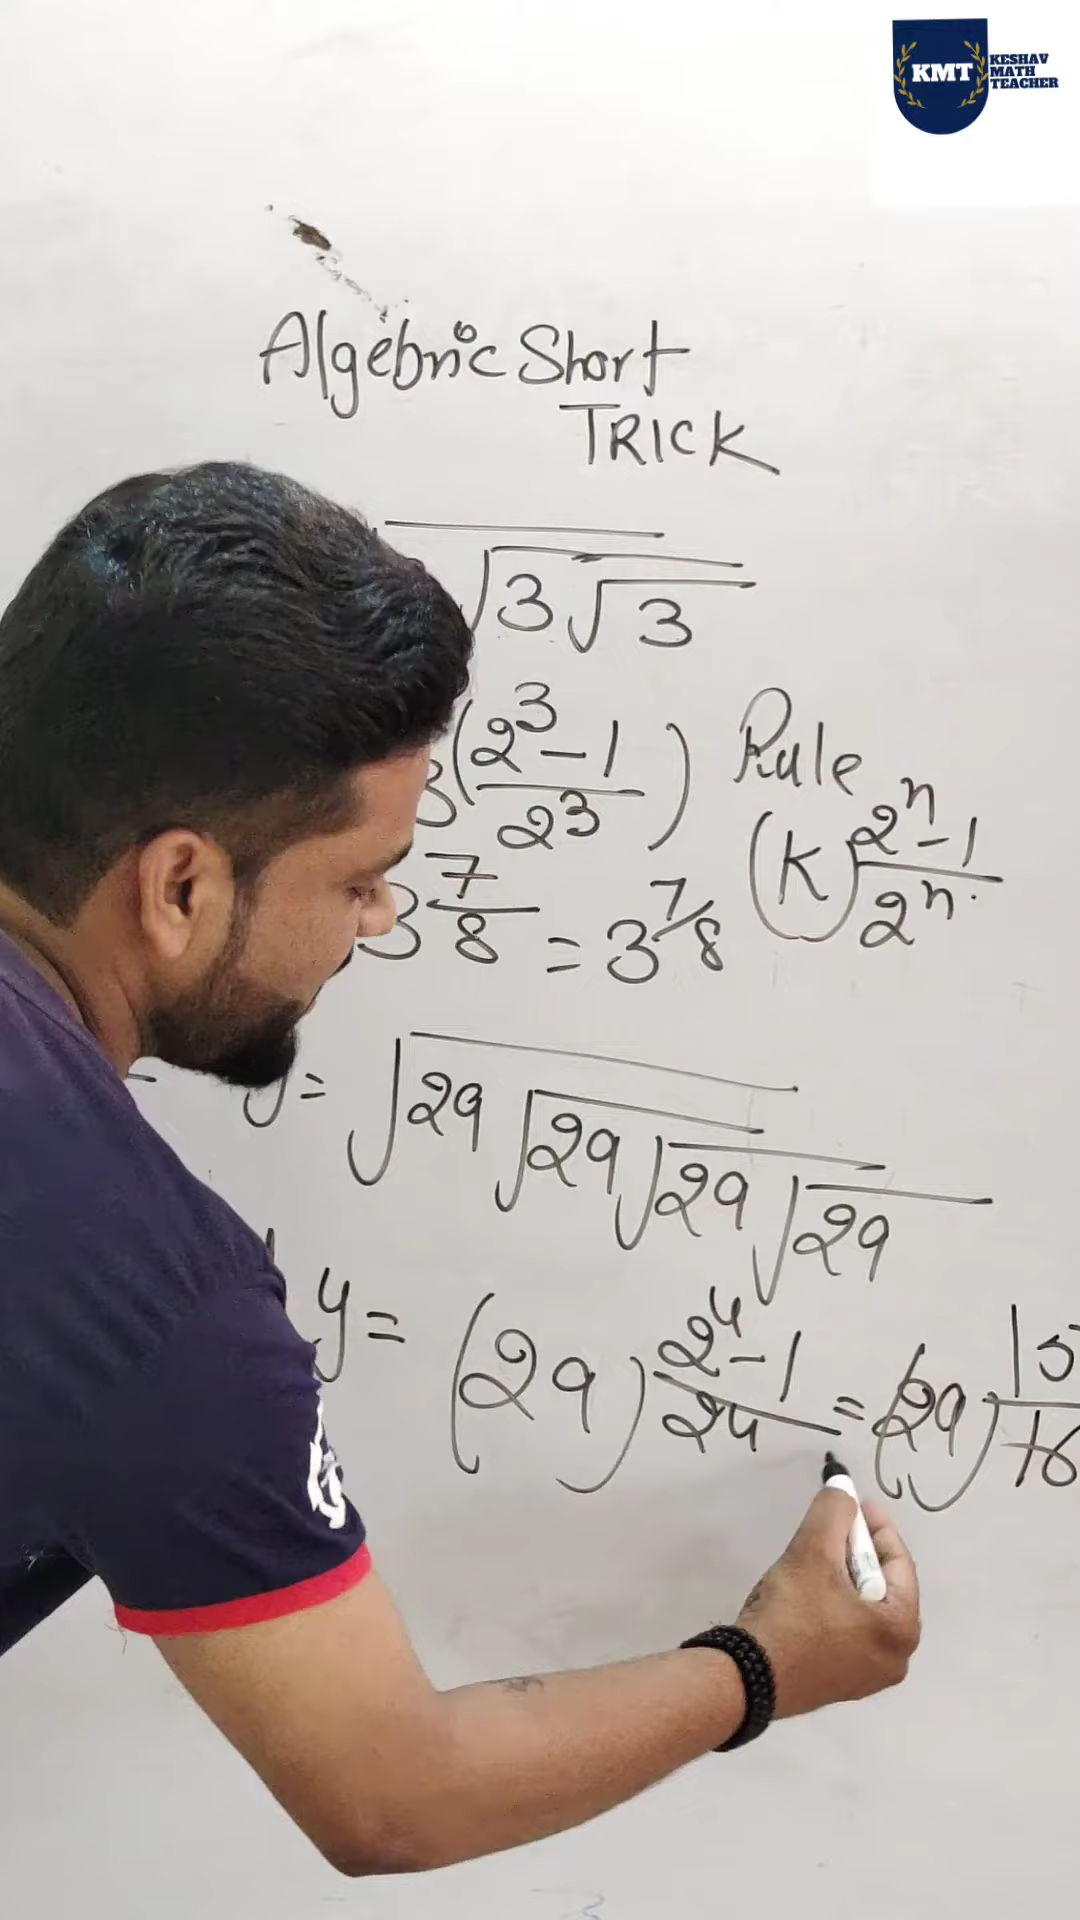 KMT
KESHAV
MATH
TEACHER
Algebric Short
TRICK
√3√3
3(2³-1/2³) Rule
3 7/8 = 3^7/8 (K) 2ⁿ-1/2ⁿ.
y= √29√29√29√29
y= (29) 2⁴-1/2⁴ = (29) 15/16